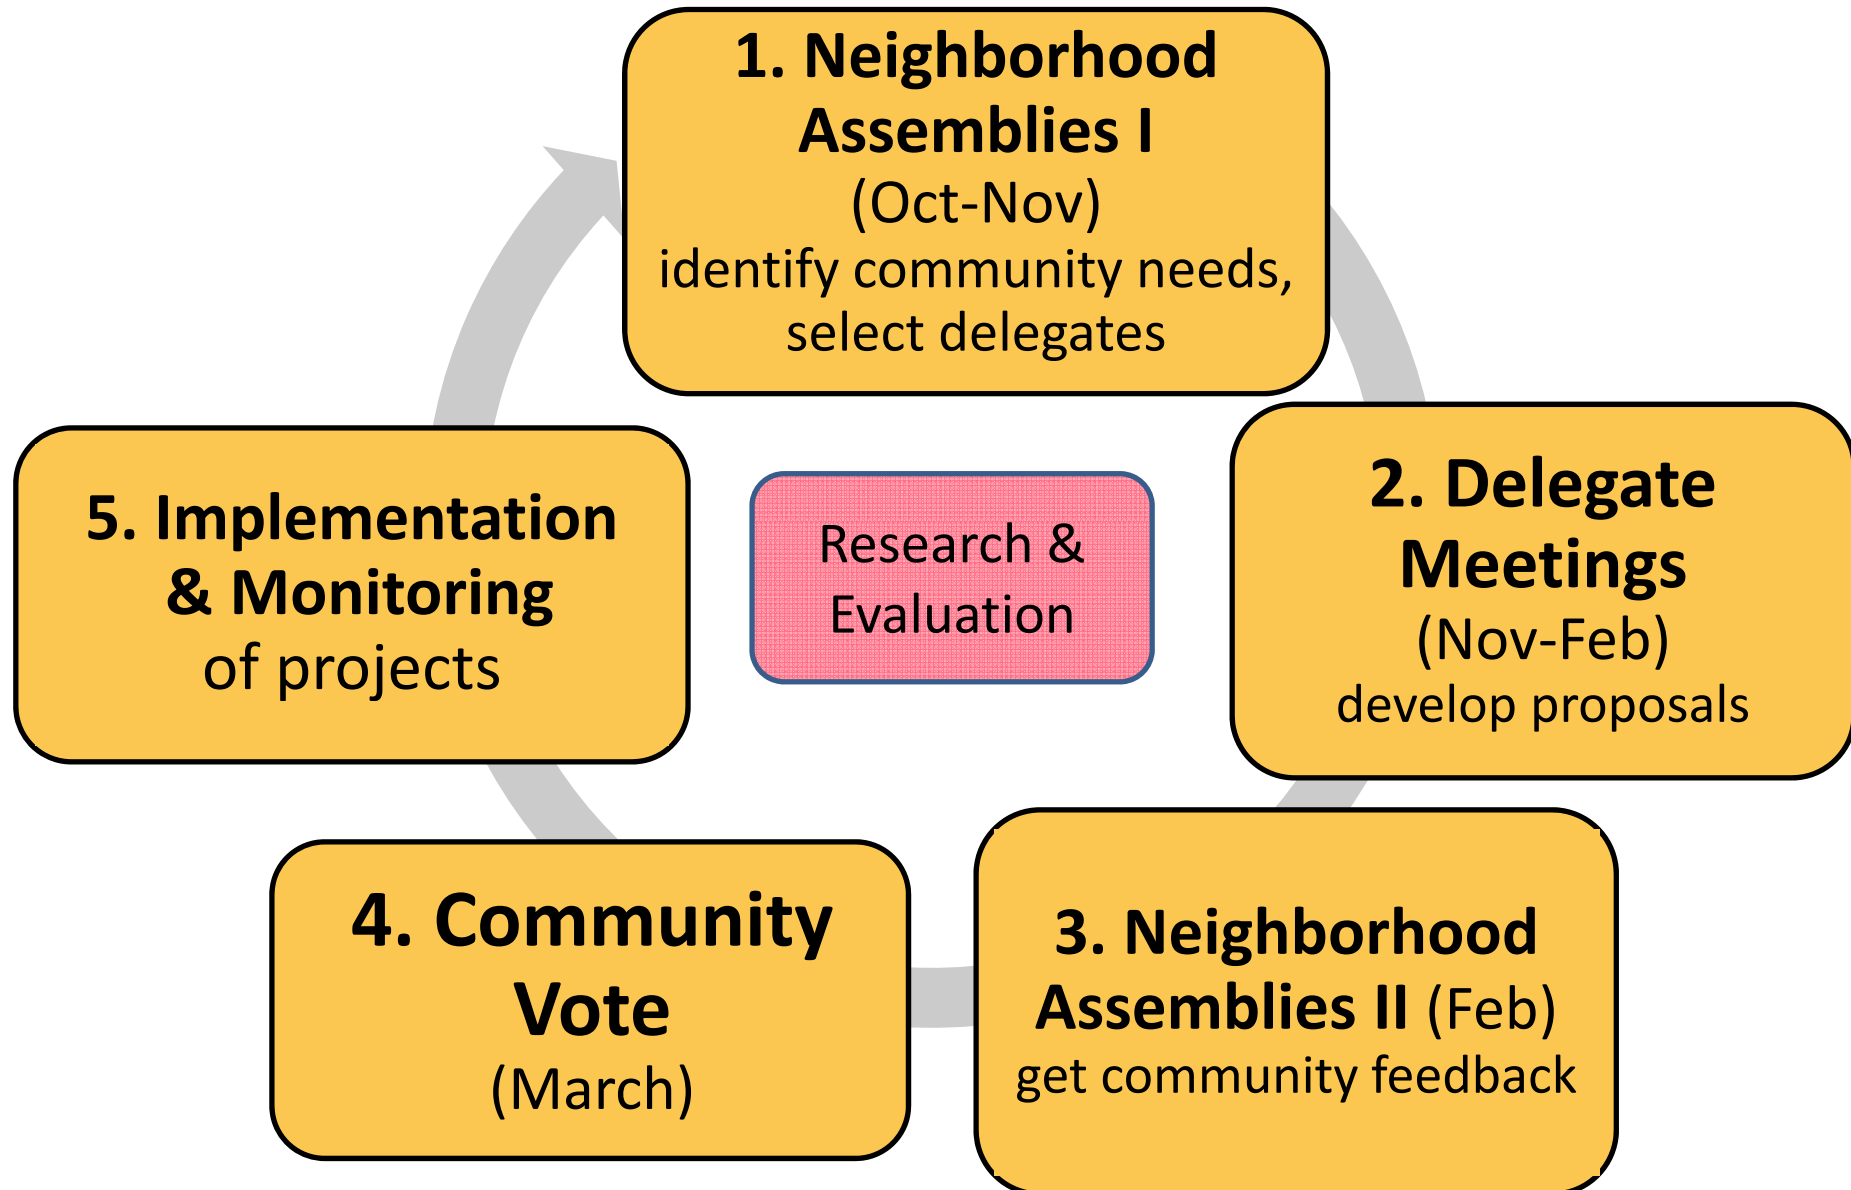 1. Neighborhood
Assemblies I
(Oct-Nov)
identify community needs,
select delegates
2. Delegate
Meetings
(Nov-Feb)
develop proposals
3. Neighborhood
Assemblies II (Feb)
get community feedback
4. Community
Vote
(March)
5. Implementation
& Monitoring
of projects
Research &
Evaluation